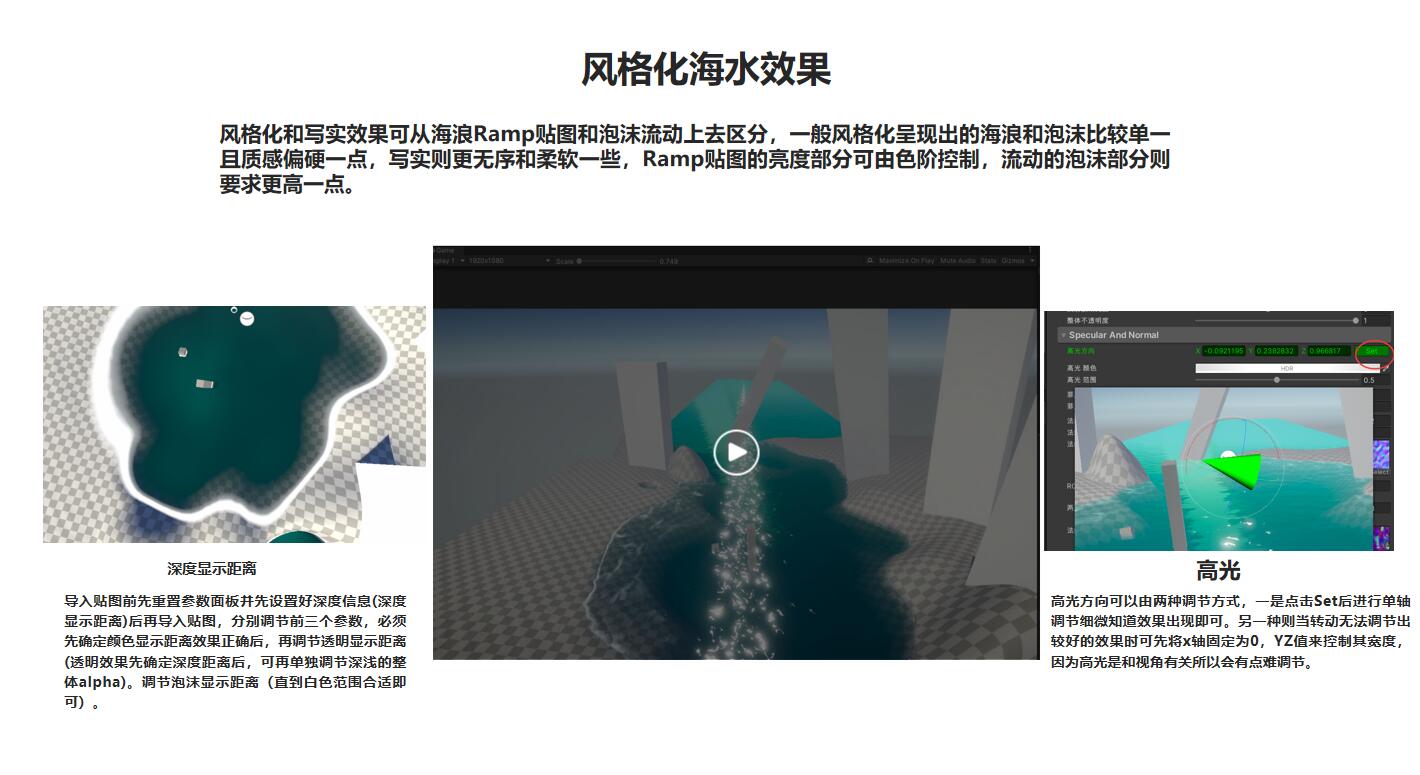 风格化海水效果
风格化和写实效果可从海浪Ramp贴图和泡沫流动上去区分，一般风格化呈现出的海浪和泡沫比较单一
且质感偏硬一点，写实则更无序和柔软一些，Ramp贴图的亮度部分可由色阶控制，流动的泡沫部分则
要求更高一点。
深度显示距离
导入贴图前先重置参数面板并先设置好深度信息(深度
显示距离)后再导入贴图，分别调节前三个参数，必须
先确定颜色显示距离效果正确后，再调节透明显示距离
(透明效果先确定深度距离后，可再单独调节深浅的整
体alpha)。调节泡沫显示距离（直到白色范围合适即
可）。
Game
splay 1 1920x1080 Scale 0.749 Maximize On Play Mute Audio Stats Gizmos
整体不透明度 1
Specular And Normal
高光方向 X -0.0921195 Y 0.2382832 Z 0.966817 Set
高光 颜色 HDR
高光 范围 0.5
高光
高光方向可以由两种调节方式，一是点击Set后进行单轴
调节细微知道效果出现即可。另一种则当转动无法调节出
较好的效果时可先将x轴固定为0，YZ值来控制其宽度，
因为高光是和视角有关所以会有点难调节。